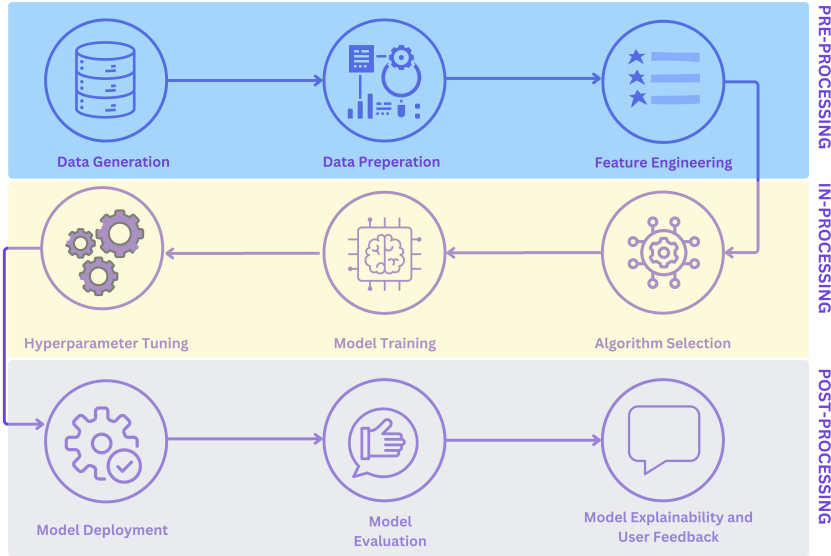 PRE-PROCESSING
Data Generation
Data Preperation
Feature Engineering
IN-PROCESSING
Hyperparameter Tuning
Model Training
Algorithm Selection
POST-PROCESSING
Model Deployment
Model
Evaluation
Model Explainability and
User Feedback